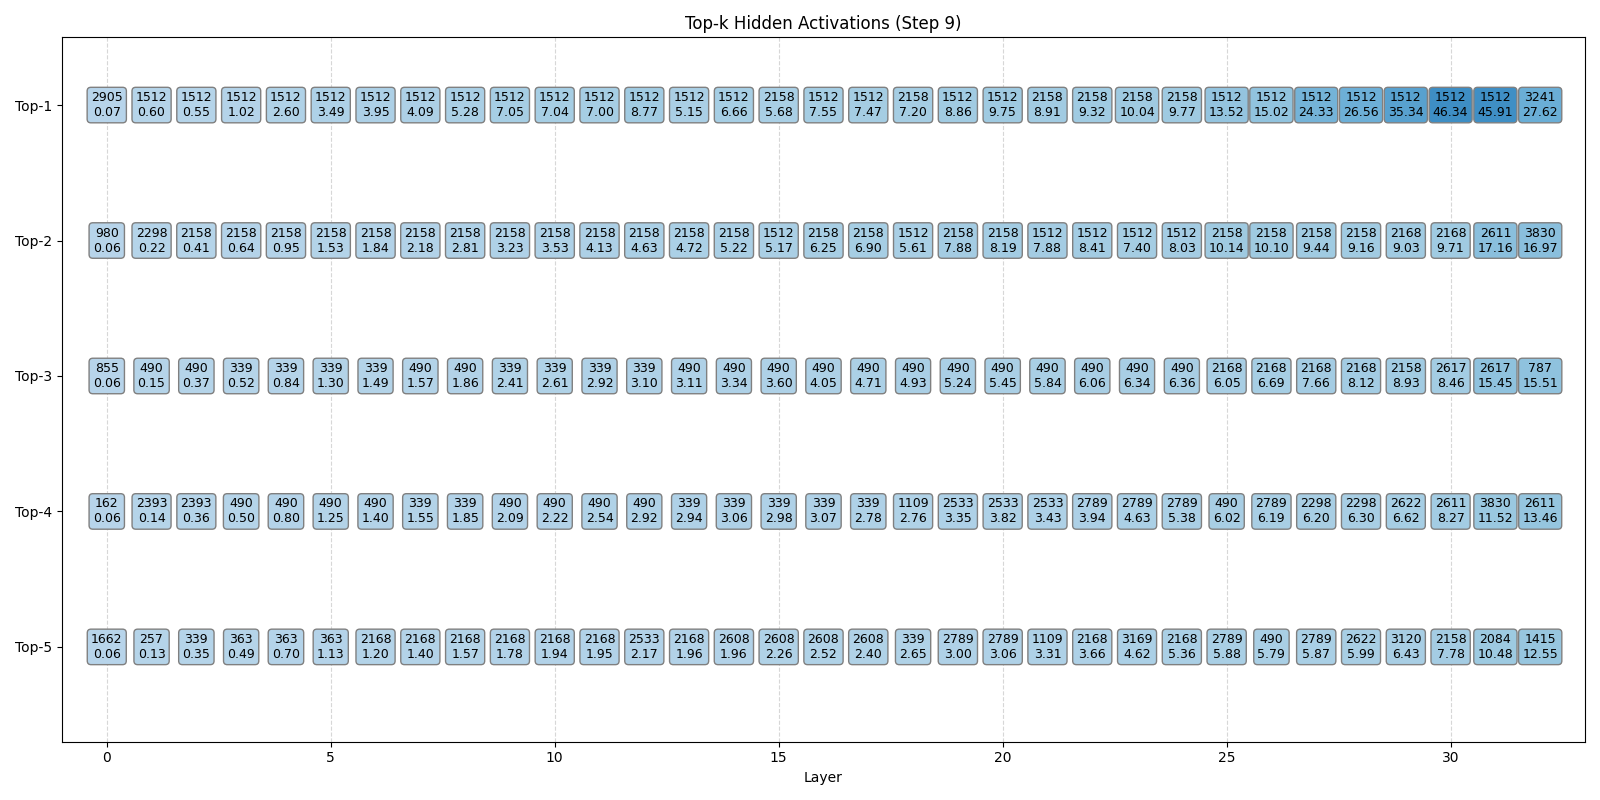 Top-k Hidden Activations (Step 9)
Top-1
2905 1512 1512 1512 1512 1512 1512 1512 1512 1512 1512 1512 1512 1512 1512 2158 1512 1512 2158 1512 1512 2158 2158 2158 2158 1512 1512 1512 1512 1512 1512 1512 3241
0.07 0.60 0.55 1.02 2.60 3.49 3.95 4.09 5.28 7.05 7.04 7.00 8.77 5.15 6.66 5.68 7.55 7.47 7.20 8.86 9.75 8.91 9.32 10.04 9.77 13.52 15.02 24.33 26.56 35.34 46.34 45.91 27.62
Top-2
980 2298 2158 2158 2158 2158 2158 2158 2158 2158 2158 2158 2158 2158 2158 1512 2158 2158 1512 2158 2158 1512 1512 1512 1512 2158 2158 2158 2158 2168 2168 2611 3830
0.06 0.22 0.41 0.64 0.95 1.53 1.84 2.18 2.81 3.23 3.53 4.13 4.63 4.72 5.22 5.17 6.25 6.90 5.61 7.88 8.19 7.88 8.41 7.40 8.03 10.14 10.10 9.44 9.16 9.03 9.71 17.16 16.97
Top-3
855 490 490 339 339 339 339 490 490 339 339 339 339 490 490 490 490 490 490 490 490 490 490 490 490 2168 2168 2168 2168 2158 2617 2617 787
0.06 0.15 0.37 0.52 0.84 1.30 1.49 1.57 1.86 2.41 2.61 2.92 3.10 3.11 3.34 3.60 4.05 4.71 4.93 5.24 5.45 5.84 6.06 6.34 6.36 6.05 6.69 7.66 8.12 8.93 8.46 15.45 15.51
Top-4
162 2393 2393 490 490 490 490 339 339 490 490 490 490 339 339 339 339 339 1109 2533 2533 2533 2789 2789 2789 490 2789 2298 2298 2622 2611 3830 2611
0.06 0.14 0.36 0.50 0.80 1.25 1.40 1.55 1.85 2.09 2.22 2.54 2.92 2.94 3.06 2.98 3.07 2.78 2.76 3.35 3.82 3.43 3.94 4.63 5.38 6.02 6.19 6.20 6.30 6.62 8.27 11.52 13.46
Top-5
1662 257 339 363 363 363 2168 2168 2168 2168 2168 2168 2533 2168 2608 2608 2608 2608 339 2789 2789 1109 2168 3169 2168 2789 490 2789 2622 3120 2158 2084 1415
0.06 0.13 0.35 0.49 0.70 1.13 1.20 1.40 1.57 1.78 1.94 1.95 2.17 1.96 1.96 2.26 2.52 2.40 2.65 3.00 3.06 3.31 3.66 4.62 5.36 5.88 5.79 5.87 5.99 6.43 7.78 10.48 12.55
0 5 10 15 20 25 30
Layer